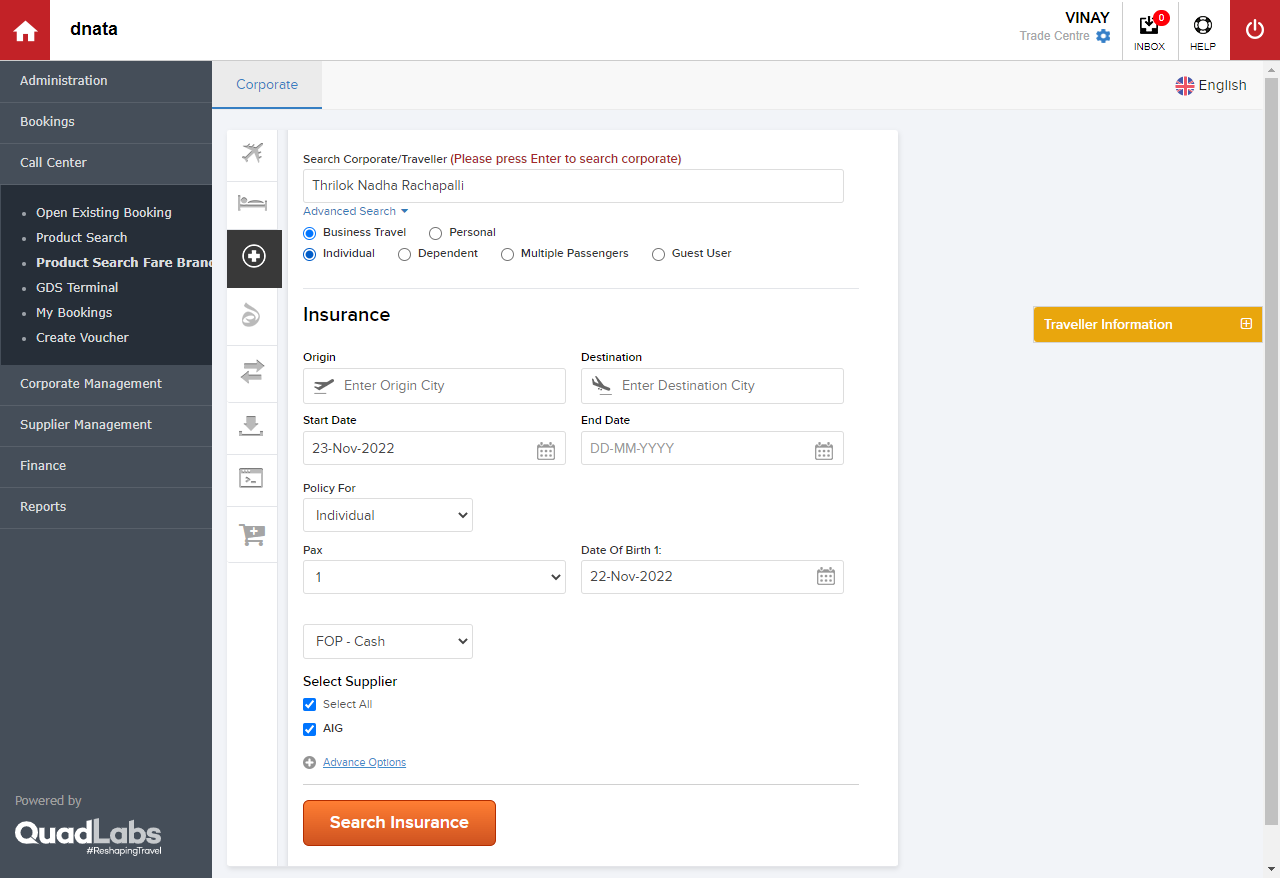 dnata
VINAY
Trade Centre
0
INBOX
HELP
Administration
Bookings
Call Center
Open Existing Booking
Product Search
Product Search Fare Bran
GDS Terminal
My Bookings
Create Voucher
Corporate Management
Supplier Management
Finance
Reports
Powered by
QuadLabs
#ReshapingTravel
Corporate
English
Search Corporate/Traveller (Please press Enter to search corporate)
Thrilok Nadha Rachapalli
Advanced Search
Business Travel Personal
Individual Dependent Multiple Passengers Guest User
Insurance
Origin Destination
Enter Origin City Enter Destination City
Start Date End Date
23-Nov-2022 DD-MM-YYYY
Policy For
Individual
Pax Date Of Birth 1:
1 22-Nov-2022
FOP - Cash
Select Supplier
Select All
AIG
Advance Options
Search Insurance
Traveller Information